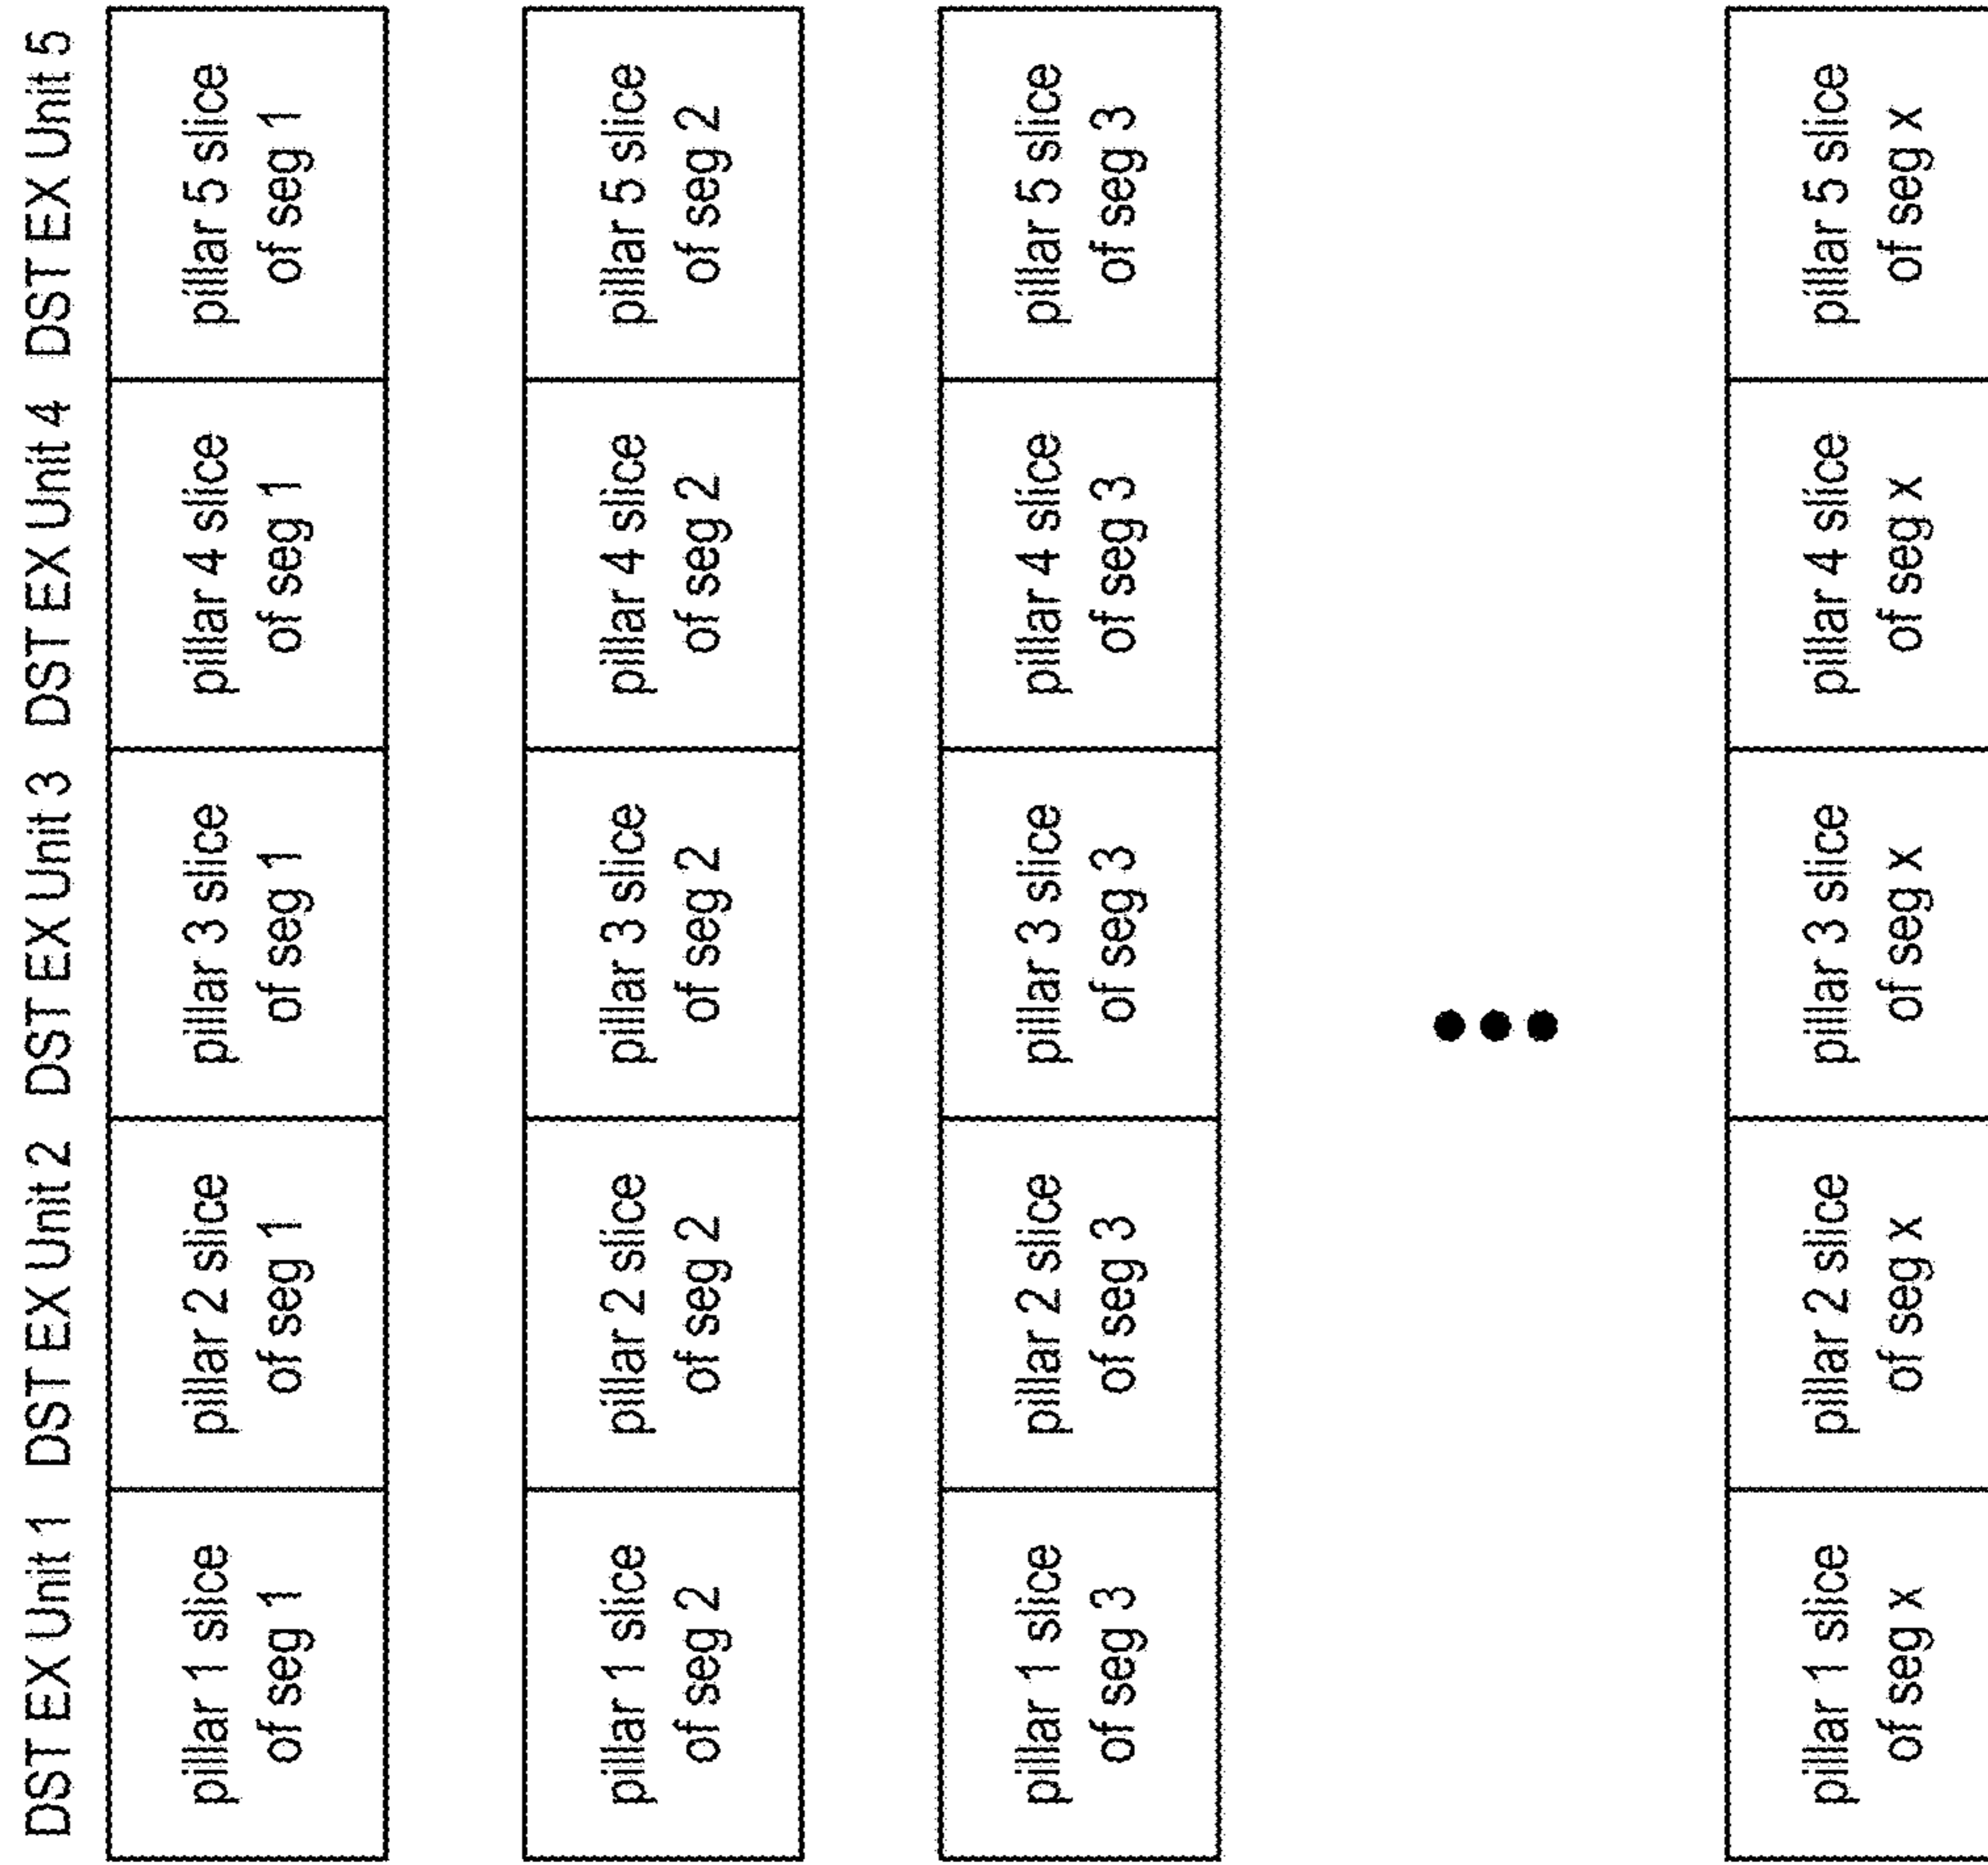 DST EX Unit 1 DST EX Unit 2 DST EX Unit 3 DST EX Unit 4 DST EX Unit 5
pillar 1 slice
of seg 1
pillar 2 slice
of seg 1
pillar 3 slice
of seg 1
pillar 4 slice
of seg 1
pillar 5 slice
of seg 1
pillar 1 slice
of seg 2
pillar 2 slice
of seg 2
pillar 3 slice
of seg 2
pillar 4 slice
of seg 2
pillar 5 slice
of seg 2
pillar 1 slice
of seg 3
pillar 2 slice
of seg 3
pillar 3 slice
of seg 3
pillar 4 slice
of seg 3
pillar 5 slice
of seg 3
pillar 1 slice
of seg x
pillar 2 slice
of seg x
pillar 3 slice
of seg x
pillar 4 slice
of seg x
pillar 5 slice
of seg x